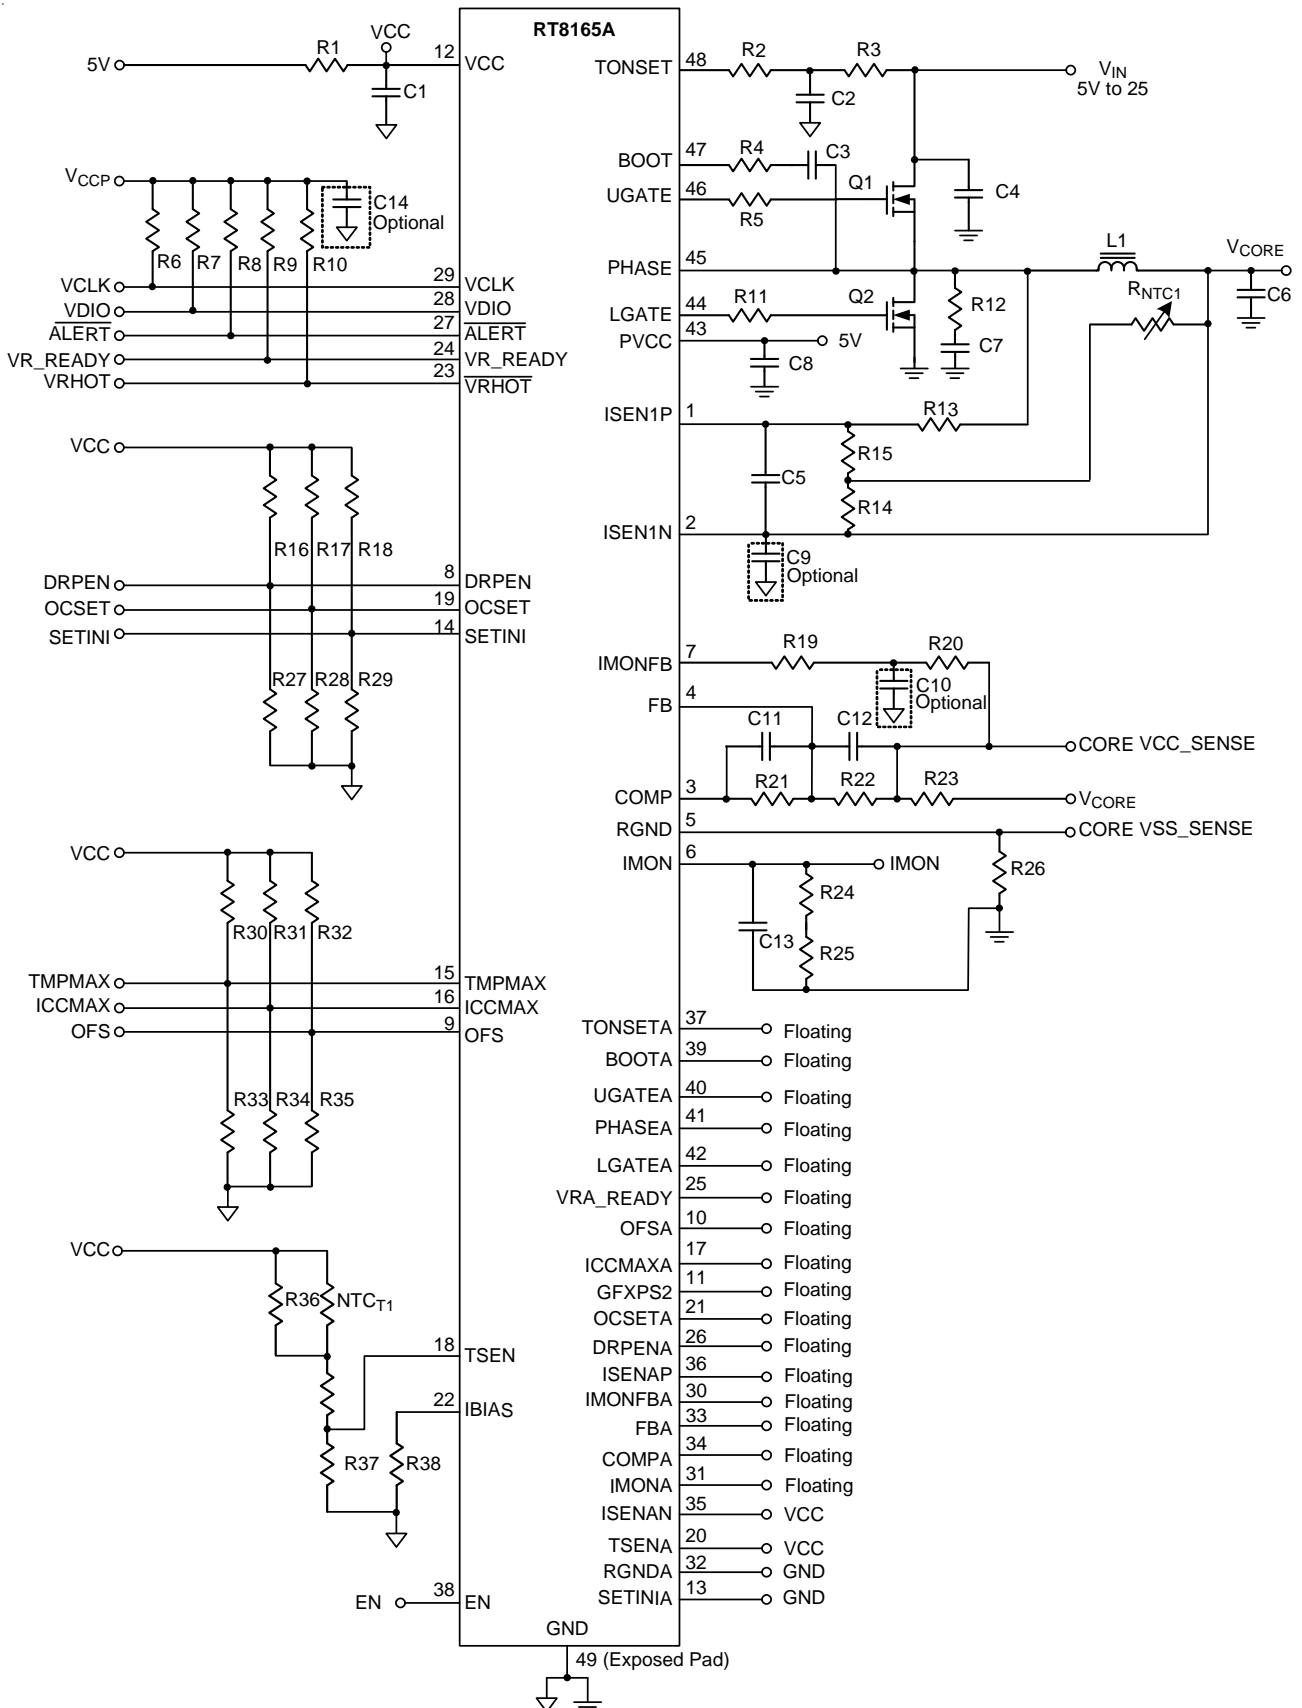 RT8165A
VCC
5V
R1
12
VCC
C1
TONSET
48
R2
R3
C2
V_IN
5V to 25
BOOT
47
R4
C3
UGATE
46
R5
Q1
C4
V_CCP
C14
Optional
R6
R7
R8
R9
R10
PHASE
45
L1
V_CORE
C6
R_NTC1
VCLK
29
VCLK
VDIO
28
VDIO
ALERT
27
ALERT
VR_READY
24
VR_READY
VRHOT
23
VRHOT
LGATE
44
R11
Q2
R12
C7
PVCC
43
5V
C8
ISEN1P
1
R13
R15
C5
R14
ISEN1N
2
C9
Optional
VCC
R16
R17
R18
DRPEN
8
DRPEN
OCSET
19
OCSET
SETINI
14
SETINI
R27
R28
R29
IMONFB
7
R19
R20
C10
Optional
FB
4
C11
C12
CORE VCC_SENSE
R21
R22
R23
COMP
3
V_CORE
RGND
5
CORE VSS_SENSE
IMON
6
IMON
R26
R24
C13
R25
VCC
R30
R31
R32
TMPMAX
15
TMPMAX
ICCMAX
16
ICCMAX
OFS
9
OFS
R33
R34
R35
TONSETA
37
Floating
BOOTA
39
Floating
UGATEA
40
Floating
PHASEA
41
Floating
LGATEA
42
Floating
VRA_READY
25
Floating
OFSA
10
Floating
ICCMAXA
17
Floating
GFXPS2
11
Floating
OCSETA
21
Floating
DRPENA
26
Floating
ISENAP
36
Floating
IMONFBA
30
Floating
FBA
33
Floating
COMPA
34
Floating
IMONA
31
Floating
ISENAN
35
VCC
TSENA
20
VCC
RGNDA
32
GND
SETINIA
13
GND
VCC
R36
NTC_T1
18
TSEN
22
IBIAS
R37
R38
EN
38
EN
GND
49 (Exposed Pad)